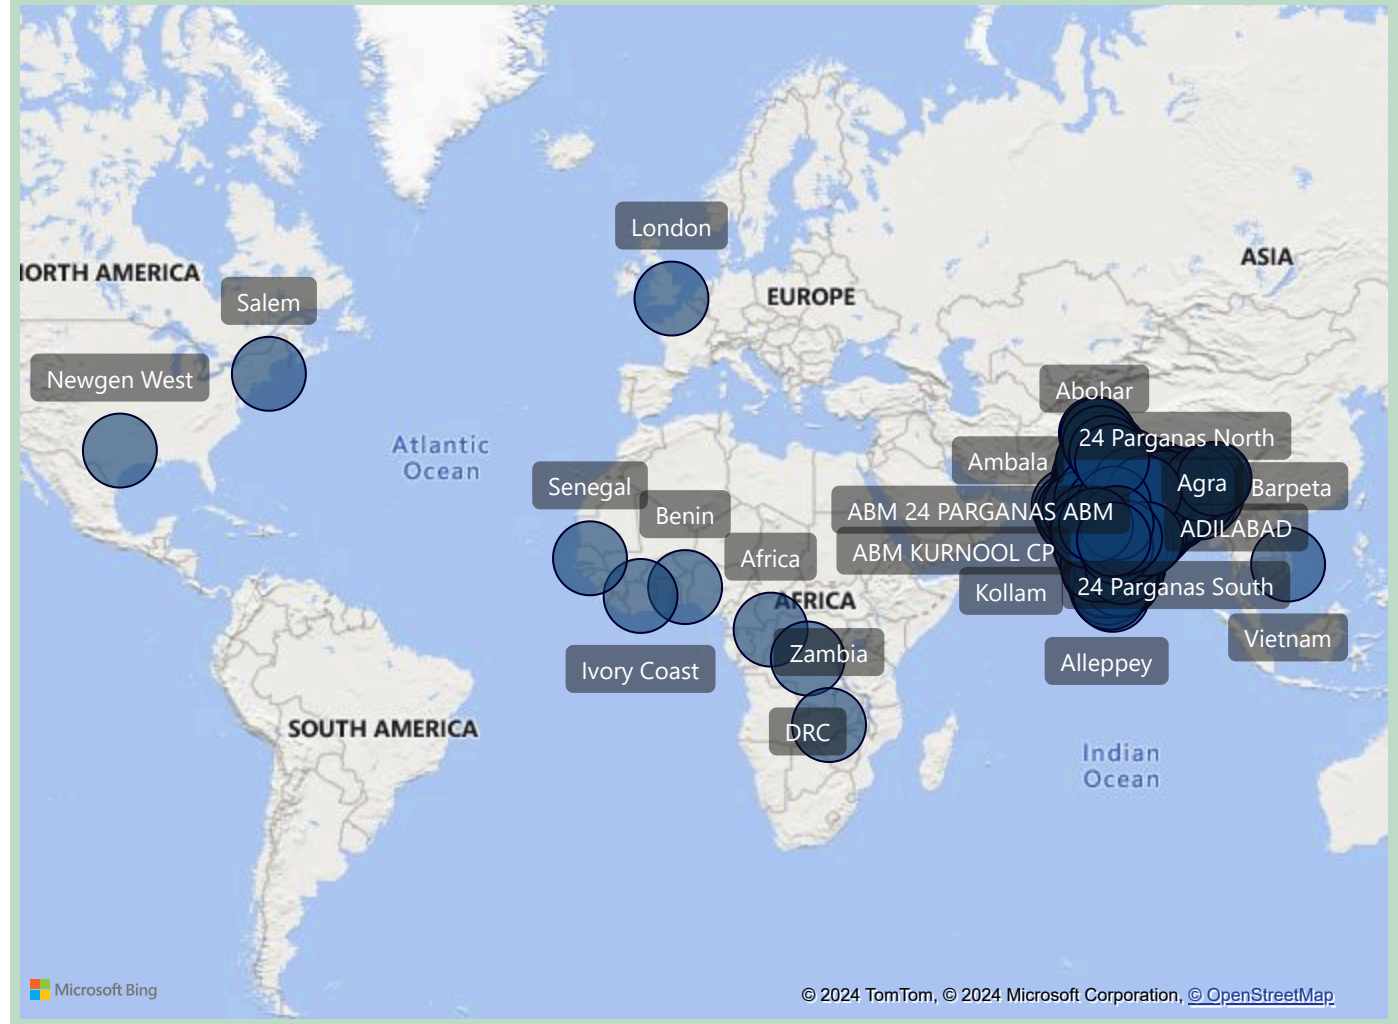 London
ASIA
NORTH AMERICA
EUROPE
Salem
Newgen West
Abohar
24 Parganas North
Atlantic
Ocean
Ambala
Senegal
Agra
Barpeta
Benin
ABM 24 PARGANAS ABM
ADILABAD
Africa
ABM KURNOOL CP
Kollam
24 Parganas South
AFRICA
Vietnam
Zambia
Ivory Coast
Alleppey
SOUTH AMERICA
DRC
Indian
Ocean
Microsoft Bing
© 2024 TomTom, © 2024 Microsoft Corporation, © OpenStreetMap